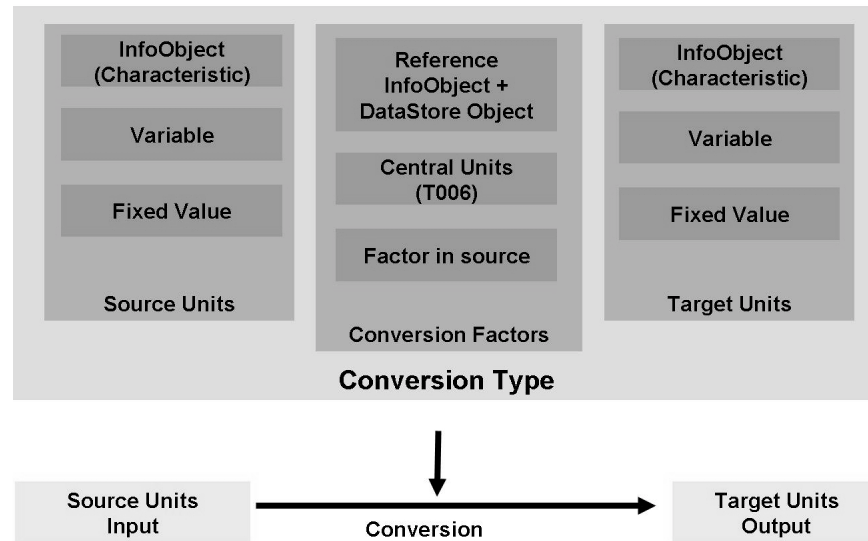 InfoObject
(Characteristic)
Variable
Fixed Value
Source Units
Reference
InfoObject +
DataStore Object
Central Units
(T006)
Factor in source
Conversion Factors
InfoObject
(Characteristic)
Variable
Fixed Value
Target Units
Conversion Type
Source Units
Input
Conversion
Target Units
Output